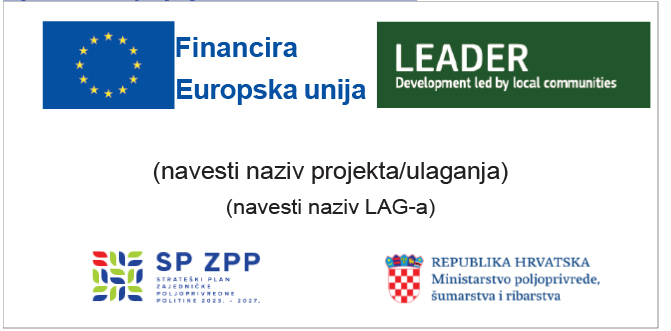 Financira
Europska unija
LEADER
Development led by local communities
(navesti naziv projekta/ulaganja)
(navesti naziv LAG-a)
SP ZPP
STRATEŠKI PLAN
ZAJEDNIČKE
POLJOPRIVREDNE
POLITIKE 2023. - 2027.
REPUBLIKA HRVATSKA
Ministarstvo poljoprivrede,
šumarstva i ribarstva